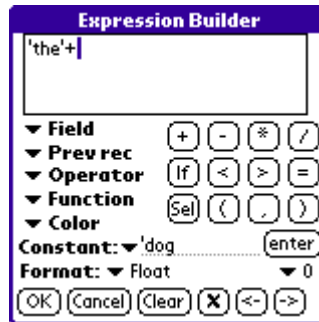 Expression Builder
'the'+
Field
Prev rec
Operator
Function
Color
+ - * /
If < > =
Sel ( , )
Constant: 'dog enter
Format: Float 0
OK Cancel Clear X <- ->